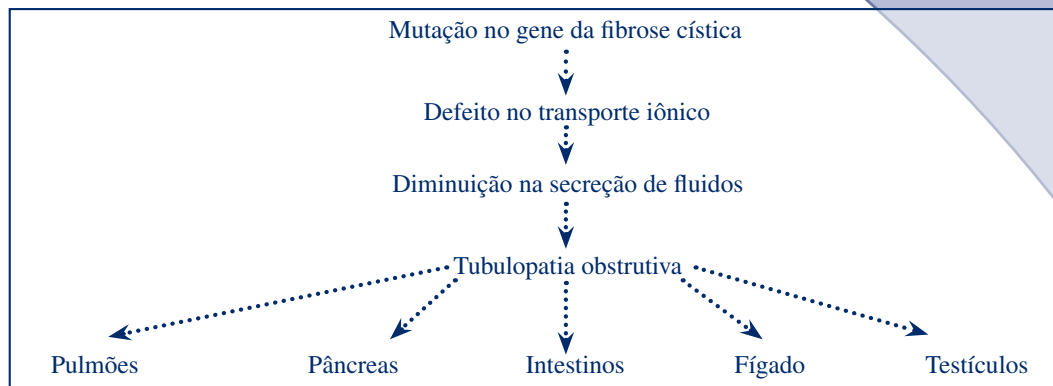 Mutação no gene da fibrose cística
Defeito no transporte iônico
Diminuição na secreção de fluidos
Tubulopatia obstrutiva
Pulmões Pâncreas Intestinos Fígado Testículos